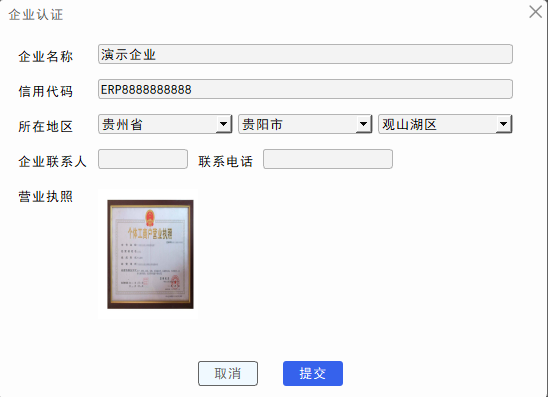 企业认证
企业名称 演示企业
信用代码 ERP8888888888
所在地区 贵州省 贵阳市 观山湖区
企业联系人 联系电话
营业执照
个体工商户营业执照
取消 提交